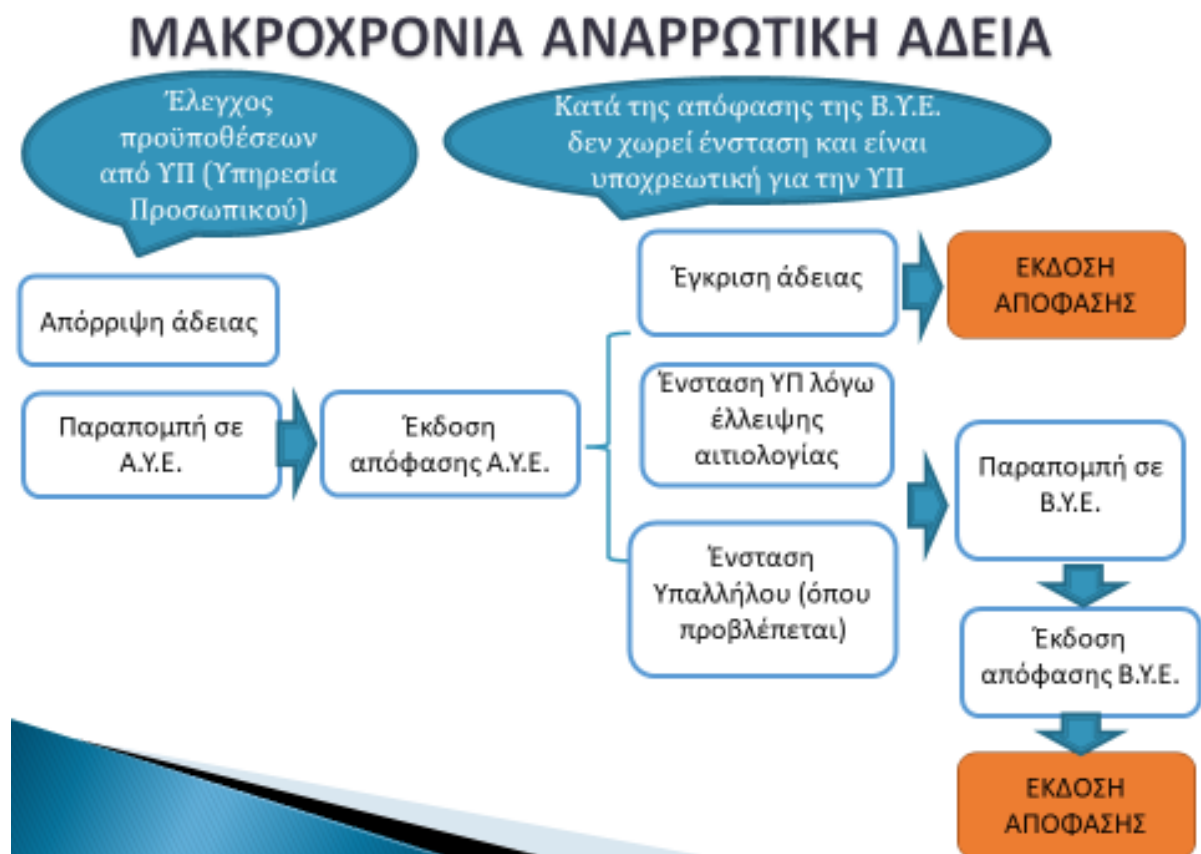 ΜΑΚΡΟΧΡΟΝΙΑ ΑΝΑΡΡΩΤΙΚΗ ΑΔΕΙΑ
Έλεγχος
προϋποθέσεων
από ΥΠ (Υπηρεσία
Προσωπικού)
Κατά της απόφασης της Β.Υ.Ε.
δεν χωρεί ένσταση και είναι
υποχρεωτική για την ΥΠ
Απόρριψη άδειας
Παραπομπή σε
Α.Υ.Ε.
Έκδοση
απόφασης Α.Υ.Ε.
Έγκριση άδειας
ΕΚΔΟΣΗ
ΑΠΟΦΑΣΗΣ
Ένσταση ΥΠ λόγω
έλλειψης
αιτιολογίας
Ένσταση
Υπαλλήλου (όπου
προβλέπεται)
Παραπομπή σε
Β.Υ.Ε.
Έκδοση
απόφασης Β.Υ.Ε.
ΕΚΔΟΣΗ
ΑΠΟΦΑΣΗΣ